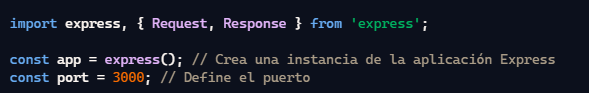 import express, { Request, Response } from 'express';
const app = express(); // Crea una instancia de la aplicación Express
const port = 3000; // Define el puerto